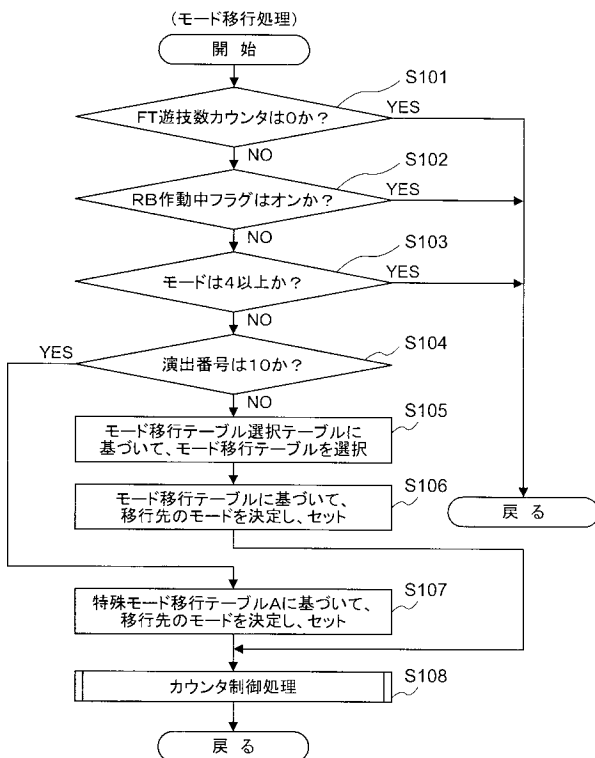 (モード移行処理)
開 始
S101
FT遊技数カウンタは0か?
YES
NO
S102
RB作動中フラグはオンか?
YES
NO
S103
モードは4以上か?
YES
NO
S104
YES
演出番号は10か?
NO
S105
モード移行テーブル選択テーブルに
基づいて、モード移行テーブルを選択
S106
モード移行テーブルに基づいて、
移行先のモードを決定し、セット
戻 る
S107
特殊モード移行テーブルAに基づいて、
移行先のモードを決定し、セット
S108
カウンタ制御処理
戻 る